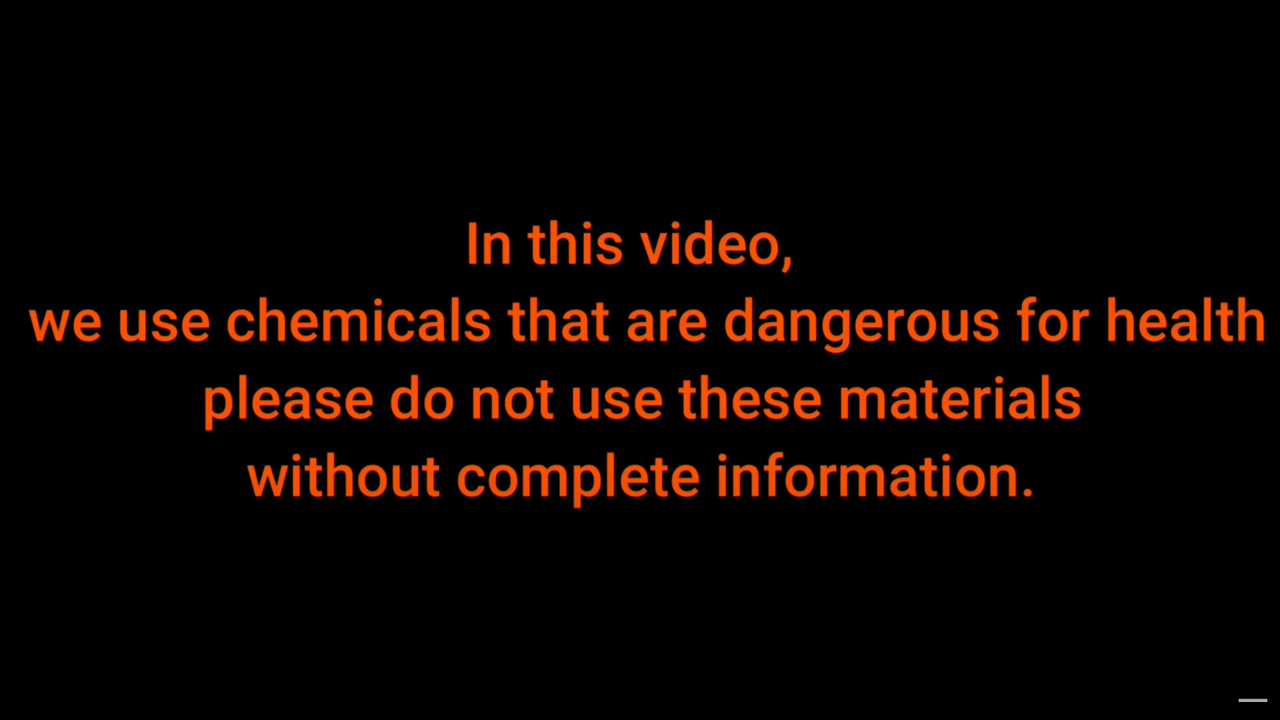 In this video,
we use chemicals that are dangerous for health
please do not use these materials
without complete information.